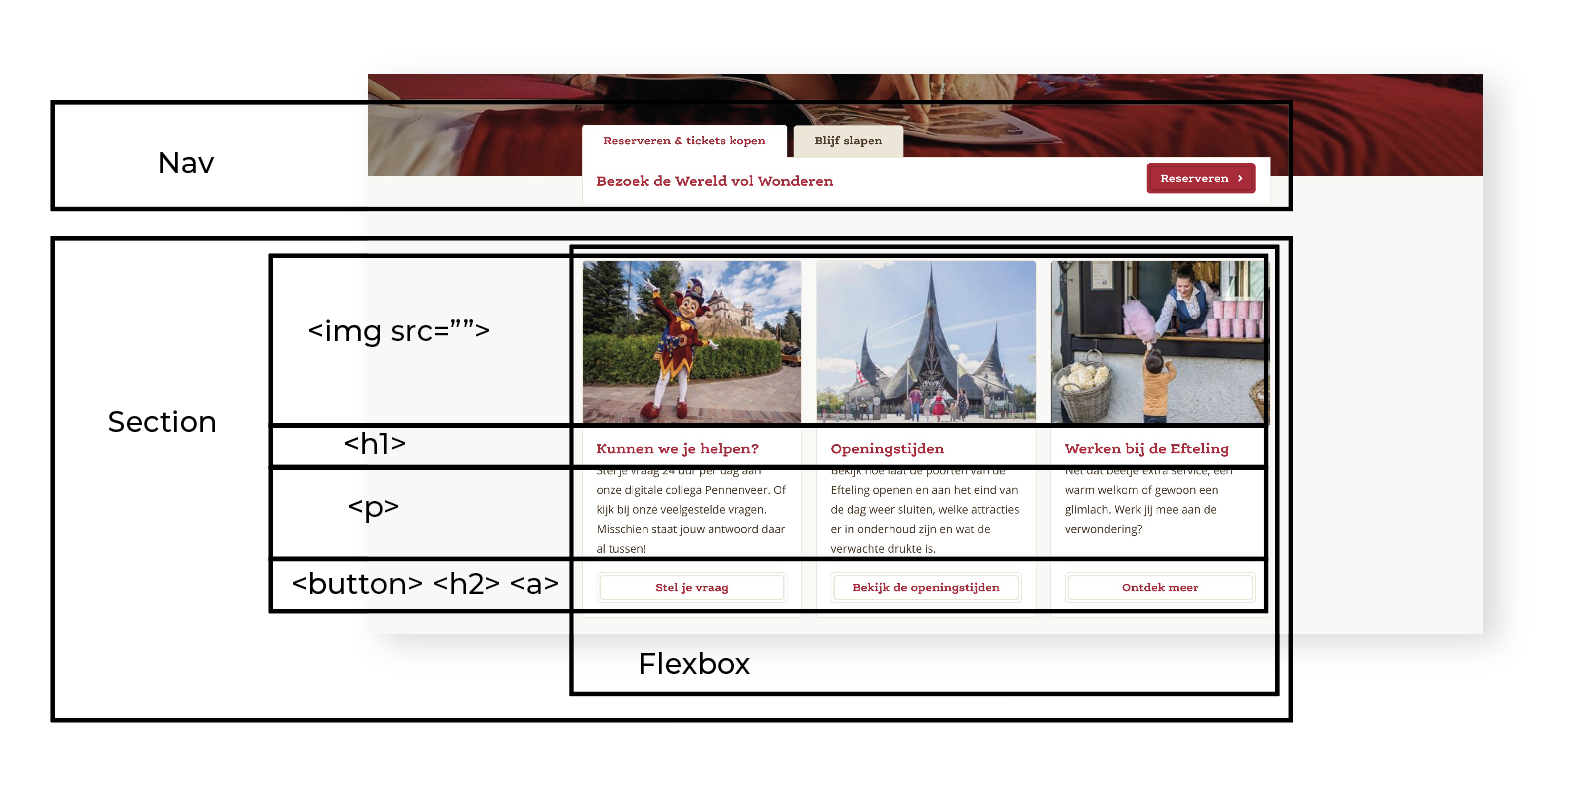 Nav
Reserveren & tickets kopen
Blijf slapen
Bezoek de Wereld vol Wonderen
Reserveren
Section
<img src=””>
<h1>
<p>
<button> <h2> <a>
Flexbox
Kunnen we je helpen?
Stel je vraag 24 uur per dag aan
onze digitale collega Pennenveer. Of
kijk bij onze veelgestelde vragen.
Misschien staat jouw antwoord daar
al tussen!
Stel je vraag
Openingstijden
Bekijk hoe laat de poorten van de
Efteling openen en aan het eind van
de dag weer sluiten, welke attracties
er in onderhoud zijn en wat de
verwachte drukte is.
Bekijk de openingstijden
Werken bij de Efteling
Net dat beetje extra service, een
warm welkom of gewoon een
glimlach. Werk jij mee aan de
verwondering?
Ontdek meer